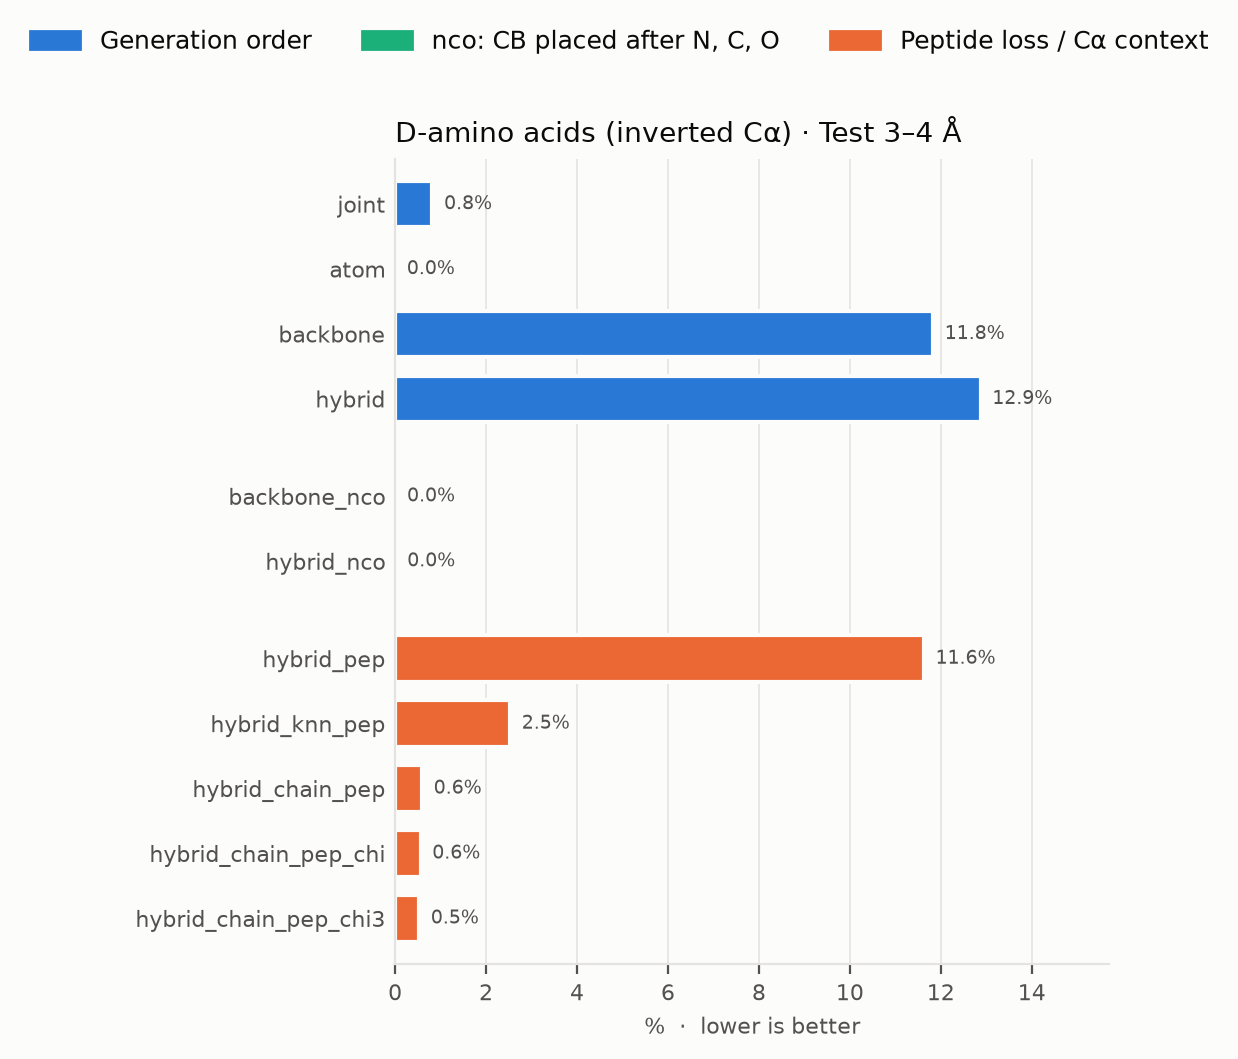 Generation order nco: CB placed after N, C, O Peptide loss / Cα context
D-amino acids (inverted Cα) · Test 3–4 Å
joint 0.8%
atom 0.0%
backbone 11.8%
hybrid 12.9%
backbone_nco 0.0%
hybrid_nco 0.0%
hybrid_pep 11.6%
hybrid_knn_pep 2.5%
hybrid_chain_pep 0.6%
hybrid_chain_pep_chi 0.6%
hybrid_chain_pep_chi3 0.5%
0 2 4 6 8 10 12 14
% · lower is better